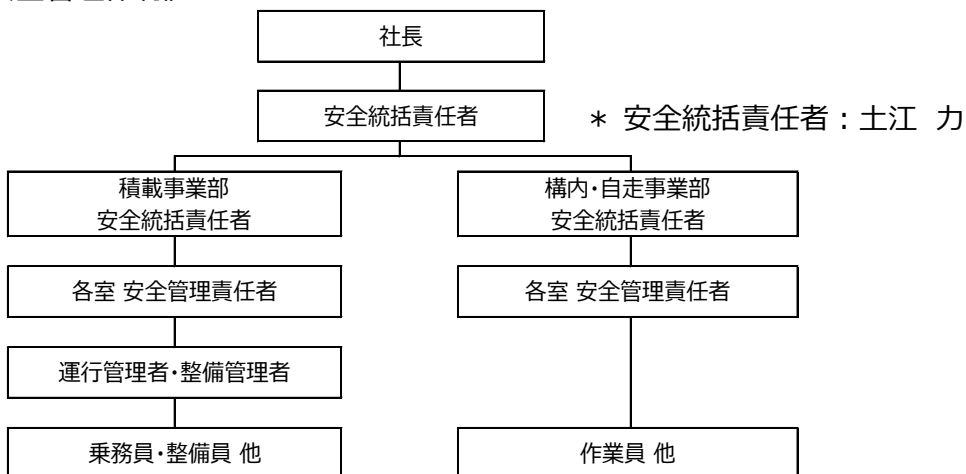 社長
安全統括責任者
* 安全統括責任者：土江 力
積載事業部
安全統括責任者
構内・自走事業部
安全統括責任者
各室 安全管理責任者
各室 安全管理責任者
運行管理者・整備管理者
乗務員・整備員 他
作業員 他